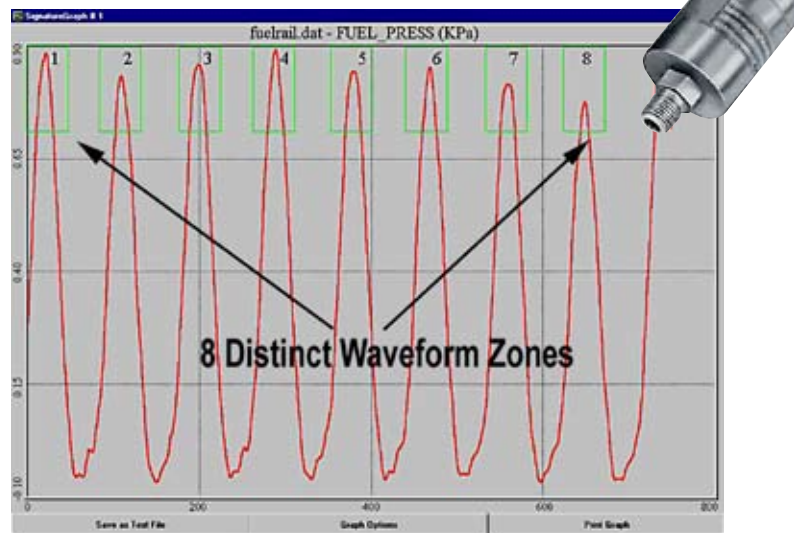 SignatureGraph # 1
fuelrail.dat - FUEL_PRESS (KPa)
1 2 3 4 5 6 7 8
0.90
0.65
0.40
0.15
-0.10
8 Distinct Waveform Zones
0 200 400 600 800
Save as Text File Graph Options Print Graph